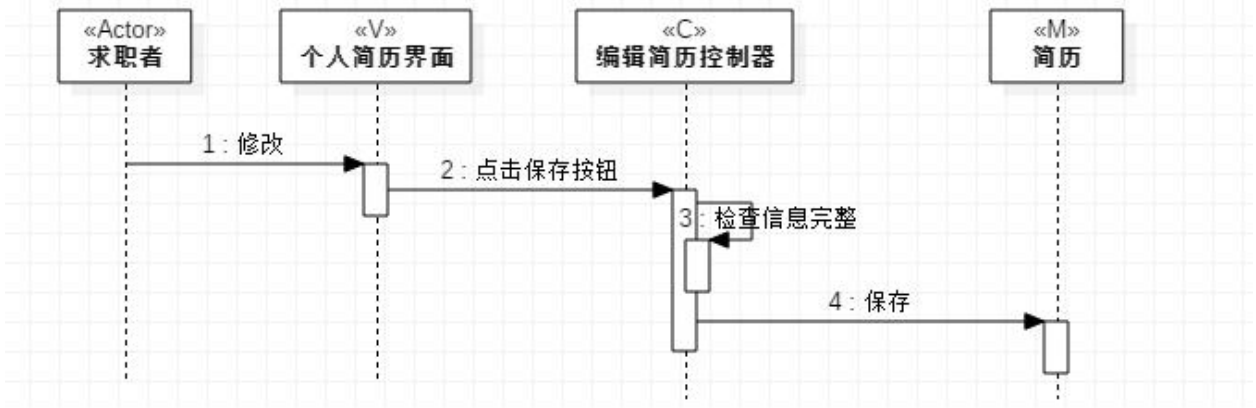 «Actor»
求职者
«V»
个人简历界面
«C»
编辑简历控制器
«M»
简历
1 : 修改
2 : 点击保存按钮
3 : 检查信息完整
4 : 保存